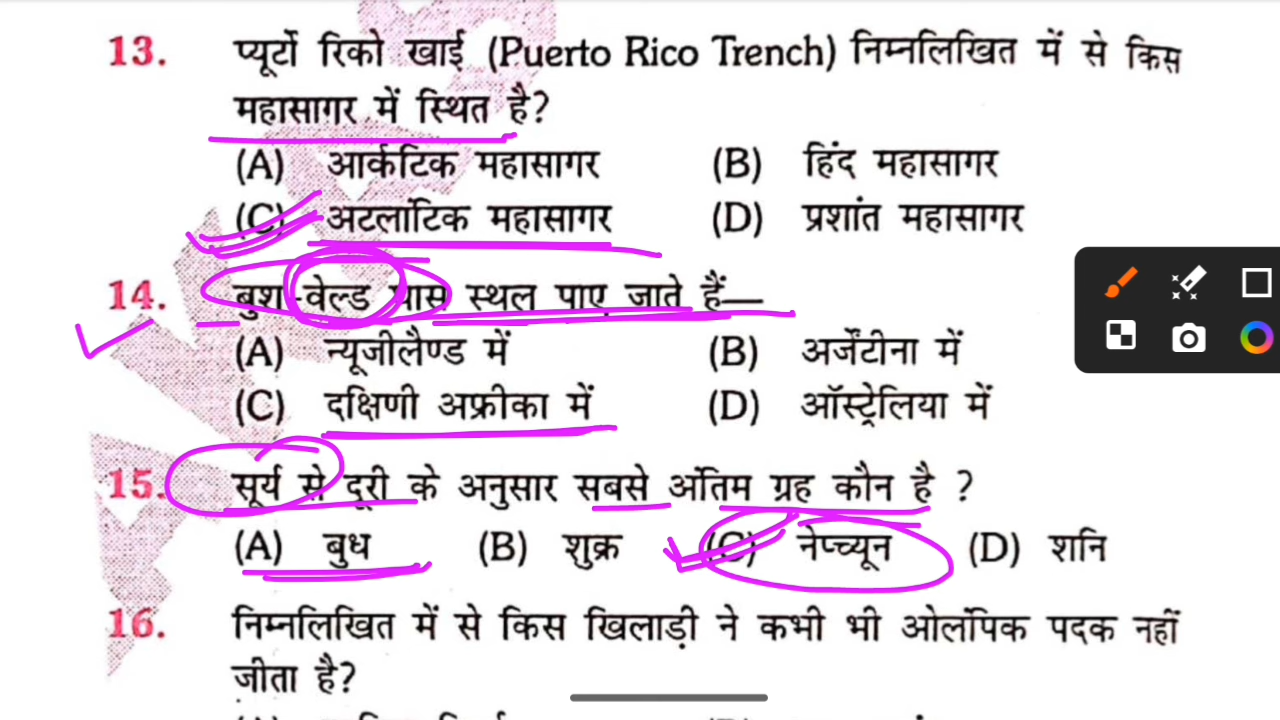 13. प्यूर्टो रिको खाई (Puerto Rico Trench) निम्नलिखित में से किस
महासागर में स्थित है?
(A) आर्कटिक महासागर (B) हिंद महासागर
(C) अटलांटिक महासागर (D) प्रशांत महासागर
14. बुश-वेल्ड घास स्थल पाए जाते हैं—
(A) न्यूजीलैण्ड में (B) अर्जेंटीना में
(C) दक्षिणी अफ्रीका में (D) ऑस्ट्रेलिया में
15. सूर्य से दूरी के अनुसार सबसे अंतिम ग्रह कौन है ?
(A) बुध (B) शुक्र (C) नेप्च्यून (D) शनि
16. निम्नलिखित में से किस खिलाड़ी ने कभी भी ओलंपिक पदक नहीं
जीता है?